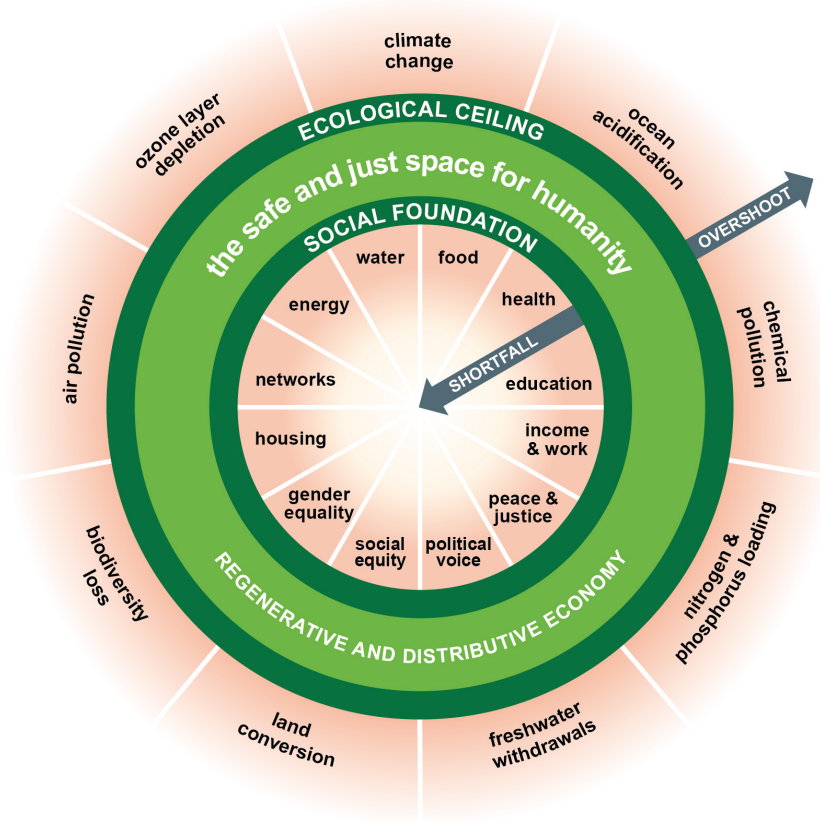 climate
change
ocean
acidification
chemical
pollution
nitrogen &
phosphorus loading
freshwater
withdrawals
land
conversion
biodiversity
loss
air pollution
ozone layer
depletion
OVERSHOOT
ECOLOGICAL CEILING
the safe and just space for humanity
SOCIAL FOUNDATION
water
food
health
SHORTFALL
education
income
& work
peace &
justice
political
voice
social
equity
gender
equality
housing
networks
energy
REGENERATIVE AND DISTRIBUTIVE ECONOMY